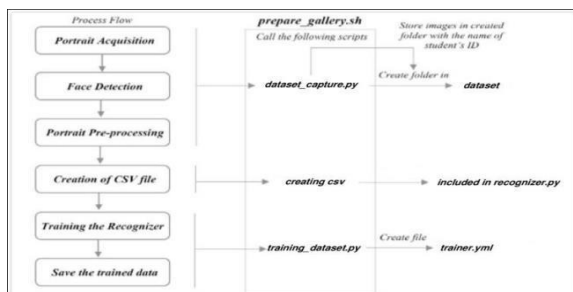 Process Flow
Portrait Acquisition
Face Detection
Portrait Pre-processing
Creation of CSV file
Training the Recognizer
Save the trained data
prepare_gallery.sh
Call the following scripts
dataset_capture.py
creating csv
training_dataset.py
Store images in created
folder with the name of
student's ID
Create folder in
dataset
included in recognizer.py
Create file
trainer.yml